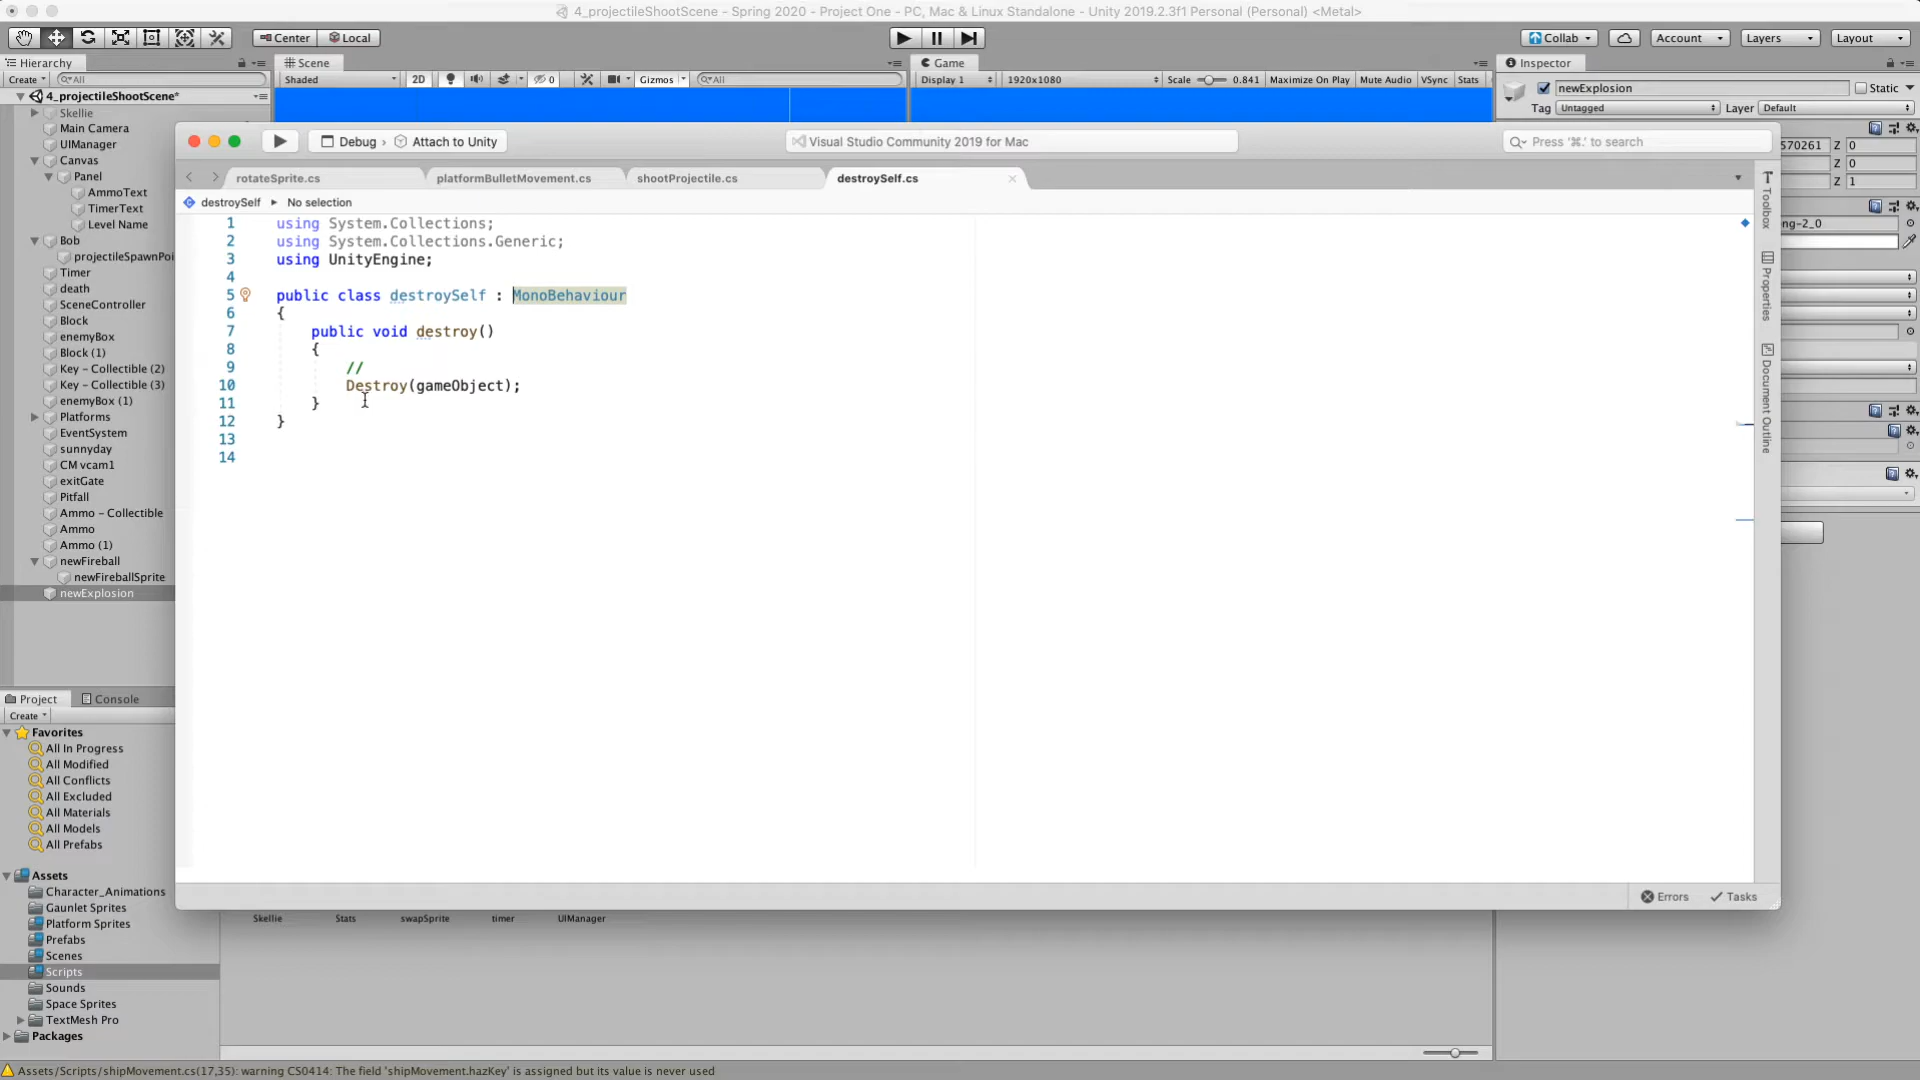 4_projectileShootScene – Spring 2020 - Project One - PC, Mac & Linux Standalone - Unity 2019.2.3f1 Personal (Personal) <Metal>
Center Local
Collab Account Layers Layout
Hierarchy
Create All
4_projectileShootScene*
Skellie
Main Camera
UIManager
Canvas
Panel
AmmoText
TimerText
Level Name
Bob
projectileSpawnPoi
Timer
death
SceneController
Block
enemyBox
Block (1)
Key – Collectible (2)
Key – Collectible (3)
enemyBox (1)
Platforms
EventSystem
sunnyday
CM vcam1
exitGate
Pitfall
Ammo – Collectible
Ammo
Ammo (1)
newFireball
newFireballSprite
newExplosion
Scene
Shaded 2D 0 Gizmos All
Game
Display 1 1920x1080 Scale 0.841 Maximize On Play Mute Audio VSync Stats
Inspector
newExplosion Static
Tag Untagged Layer Default
570261 Z 0
Z 0
Z 1
ng-2_0
Debug › Attach to Unity
Visual Studio Community 2019 for Mac
Press '⌘.' to search
rotateSprite.cs platformBulletMovement.cs shootProjectile.cs destroySelf.cs
destroySelf ▸ No selection
1 using System.Collections;
2 using System.Collections.Generic;
3 using UnityEngine;
4
5 public class destroySelf : MonoBehaviour
6 {
7 public void destroy()
8 {
9 //
10 Destroy(gameObject);
11 }
12 }
13
14
Toolbox
Properties
Document Outline
Errors Tasks
Project Console
Create
Favorites
All In Progress
All Modified
All Conflicts
All Excluded
All Materials
All Models
All Prefabs
Assets
Character_Animations
Gaunlet Sprites
Platform Sprites
Prefabs
Scenes
Scripts
Sounds
Space Sprites
TextMesh Pro
Packages
Skellie Stats swapSprite timer UIManager
Assets/Scripts/shipMovement.cs(17,35): warning CS0414: The field 'shipMovement.hazKey' is assigned but its value is never used